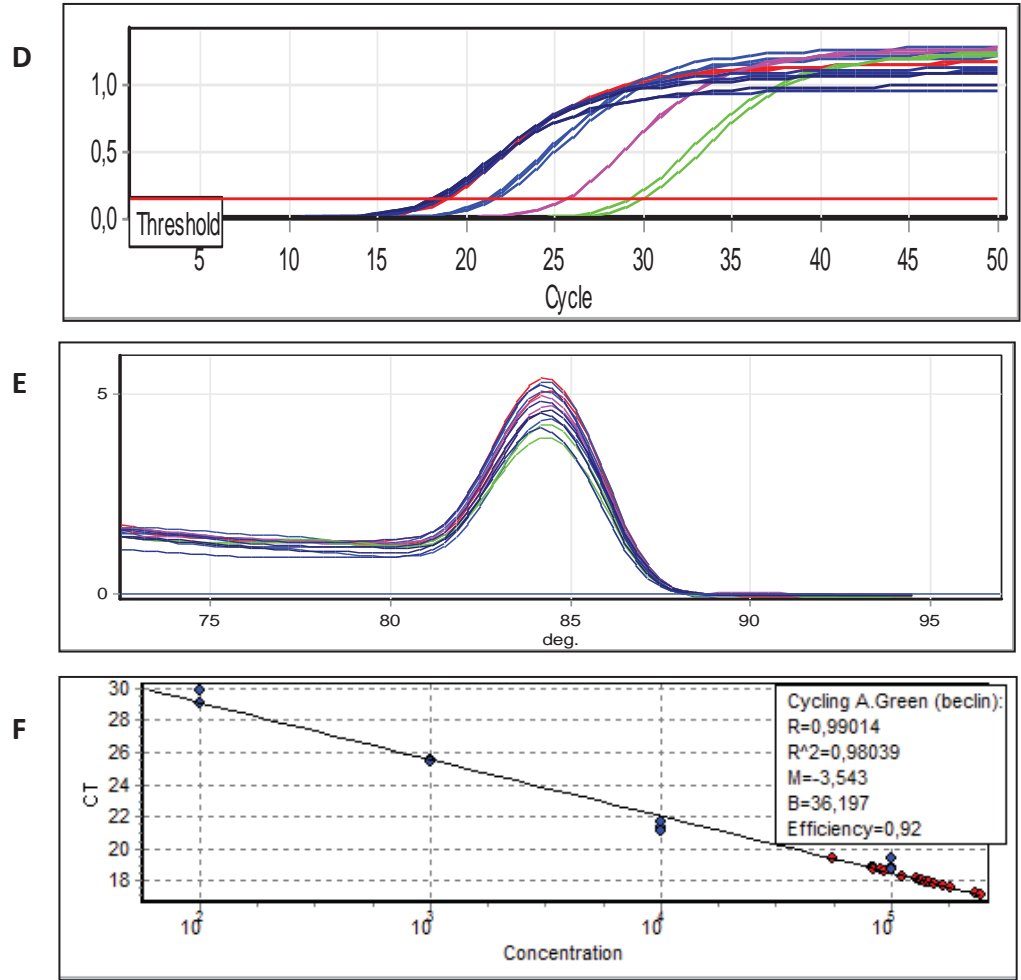 D
1,0
0,5
0,0
Threshold
5 10 15 20 25 30 35 40 45 50
Cycle
E
5
0
75 80 85 90 95
deg.
F
30
28
26
24
22
20
18
CT
Cycling A.Green (beclin):
R=0,99014
R^2=0,98039
M=-3,543
B=36,197
Efficiency=0,92
10^2 10^3 10^4 10^5
Concentration